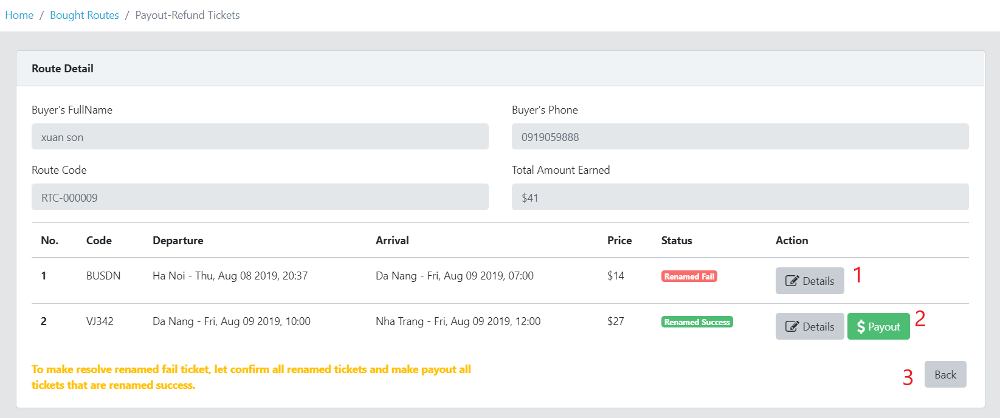 Home / Bought Routes / Payout-Refund Tickets
Route Detail
Buyer's FullName
Buyer's Phone
xuan son
0919059888
Route Code
Total Amount Earned
RTC-000009
$41
No. Code Departure Arrival Price Status Action
1 BUSDN Ha Noi - Thu, Aug 08 2019, 20:37 Da Nang - Fri, Aug 09 2019, 07:00 $14 Renamed Fail Details 1
2 VJ342 Da Nang - Fri, Aug 09 2019, 10:00 Nha Trang - Fri, Aug 09 2019, 12:00 $27 Renamed Success Details $ Payout 2
To make resolve renamed fail ticket, let confirm all renamed tickets and make payout all
tickets that are renamed success.
3 Back